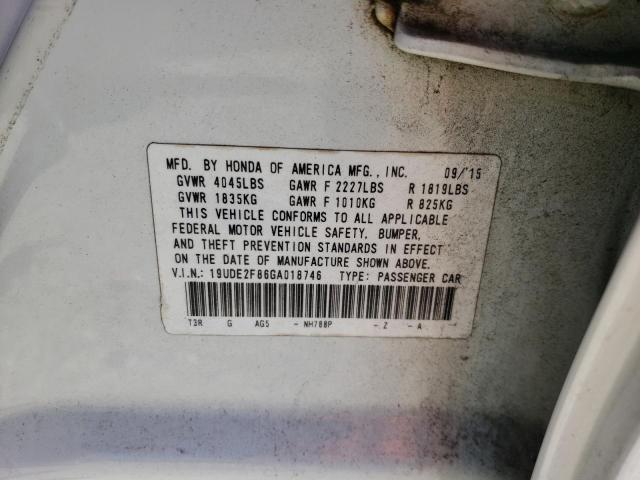 MFD. BY HONDA OF AMERICA MFG., INC. 09/'15
GVWR 4045LBS GAWR F 2227LBS R 1819LBS
GVWR 1835KG GAWR F 1010KG R 825KG
THIS VEHICLE CONFORMS TO ALL APPLICABLE
FEDERAL MOTOR VEHICLE SAFETY, BUMPER,
AND THEFT PREVENTION STANDARDS IN EFFECT
ON THE DATE OF MANUFACTURE SHOWN ABOVE.
V.I.N.: 19UDE2F86GA018746 TYPE: PASSENGER CAR
T3R G AG5 - NH788P - Z - A